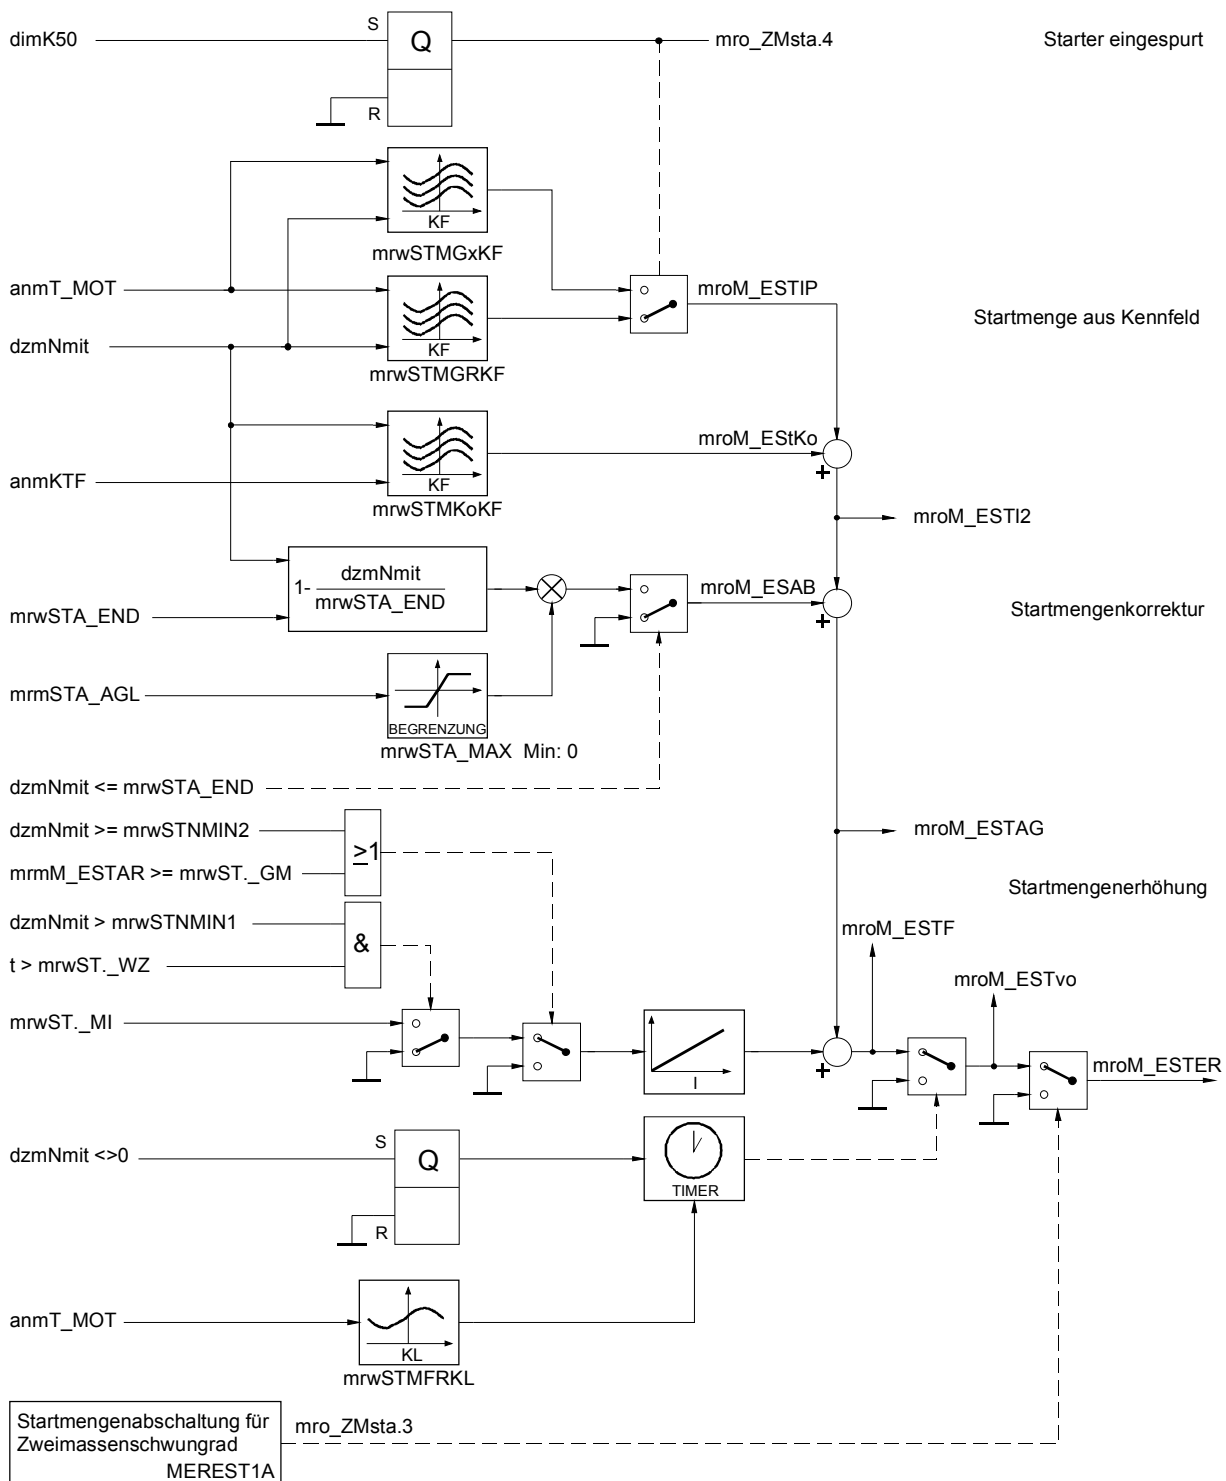 dimK50
S
Q
R
mro_ZMsta.4
Starter eingespurt
KF
mrwSTMGxKF
anmT_MOT
dzmNmit
KF
mrwSTMGRKF
mroM_ESTIP
Startmenge aus Kennfeld
anmKTF
KF
mrwSTMKoKF
mroM_EStKo
+
mroM_ESTI2
mrwSTA_END
1- dzmNmit
mrwSTA_END
mroM_ESAB
+
Startmengenkorrektur
mrmSTA_AGL
BEGRENZUNG
mrwSTA_MAX Min: 0
dzmNmit <= mrwSTA_END
dzmNmit >= mrwSTNMIN2
mrmM_ESTAR >= mrwST._GM
≥1
mroM_ESTAG
Startmengenerhöhung
dzmNmit > mrwSTNMIN1
t > mrwST._WZ
&
mroM_ESTF
mroM_ESTvo
mrwST._MI
I
+
mroM_ESTER
dzmNmit <>0
S
Q
R
TIMER
anmT_MOT
KL
mrwSTMFRKL
Startmengenabschaltung für
Zweimassenschwungrad
MEREST1A
mro_ZMsta.3